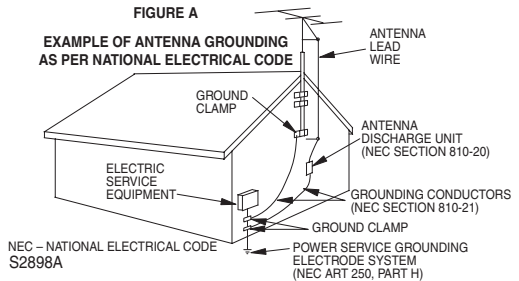 FIGURE A
EXAMPLE OF ANTENNA GROUNDING
AS PER NATIONAL ELECTRICAL CODE
ANTENNA
LEAD
WIRE
GROUND
CLAMP
ANTENNA
DISCHARGE UNIT
(NEC SECTION 810-20)
ELECTRIC
SERVICE
EQUIPMENT
GROUNDING CONDUCTORS
(NEC SECTION 810-21)
GROUND CLAMP
POWER SERVICE GROUNDING
ELECTRODE SYSTEM
(NEC ART 250, PART H)
NEC – NATIONAL ELECTRICAL CODE
S2898A